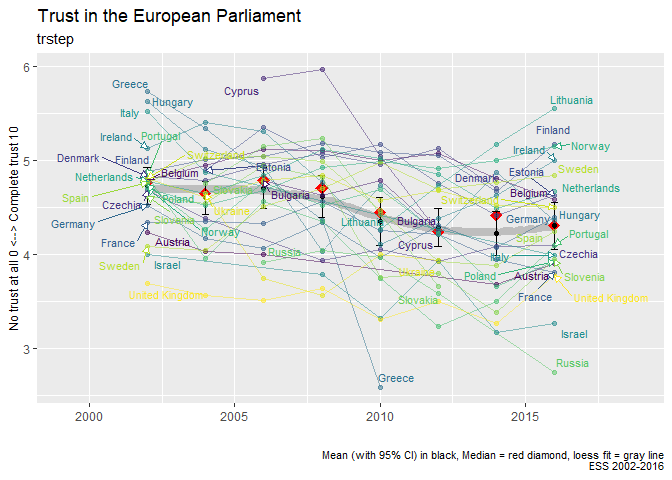 Trust in the European Parliament
trstep
No trust at all 0 <--> Complete trust 10
6
5
4
3
2000
2005
2010
2015
Greece
Hungary
Italy
Ireland
Portugal
Denmark
Finland
Belgium
Netherlands
Spain
Poland
Czechia
Slovenia
Germany
Norway
France
Austria
Sweden
Israel
United Kingdom
Cyprus
Estonia
Ukraine
Bulgaria
Russia
Lithuania
Bulgaria
Cyprus
Ukraine
Slovakia
Greece
Lithuania
Finland
Norway
Ireland
Estonia
Sweden
Denmark
Netherlands
Belgium
Switzerland
Germany
Hungary
Spain
Portugal
Italy
Czechia
Poland
Austria
Slovenia
France
United Kingdom
Israel
Russia
Mean (with 95% CI) in black, Median = red diamond, loess fit = gray line
ESS 2002-2016